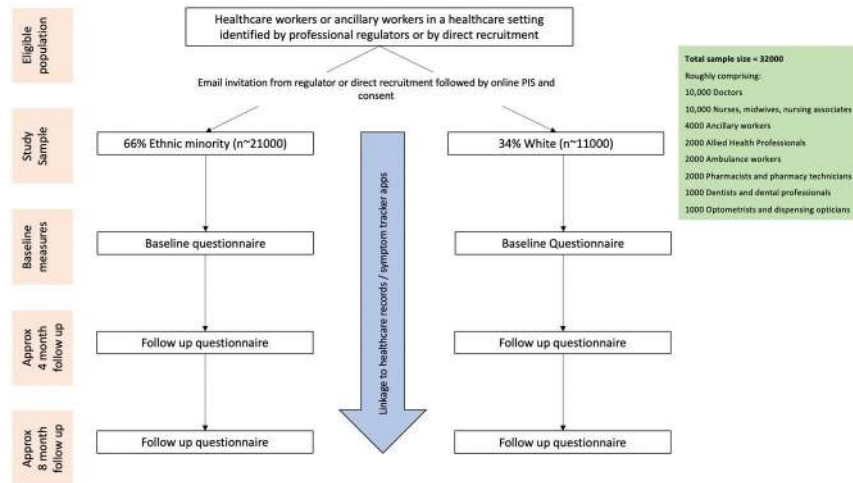 Eligible
population
Healthcare workers or ancillary workers in a healthcare setting
identified by professional regulators or by direct recruitment
Email invitation from regulator or direct recruitment followed by online PIS and
consent
Total sample size = 32000
Roughly comprising:
10,000 Doctors
10,000 Nurses, midwives, nursing associates
4000 Ancillary workers
2000 Allied Health Professionals
2000 Ambulance workers
2000 Pharmacists and pharmacy technicians
1000 Dentists and dental professionals
1000 Optometrists and dispensing opticians
Study
Sample
66% Ethnic minority (n~21000)
34% White (n~11000)
Linkage to healthcare records / symptom tracker apps
Baseline
measures
Baseline questionnaire
Baseline Questionnaire
Approx
4 month
follow up
Follow up questionnaire
Follow up questionnaire
Approx
8 month
follow up
Follow up questionnaire
Follow up questionnaire